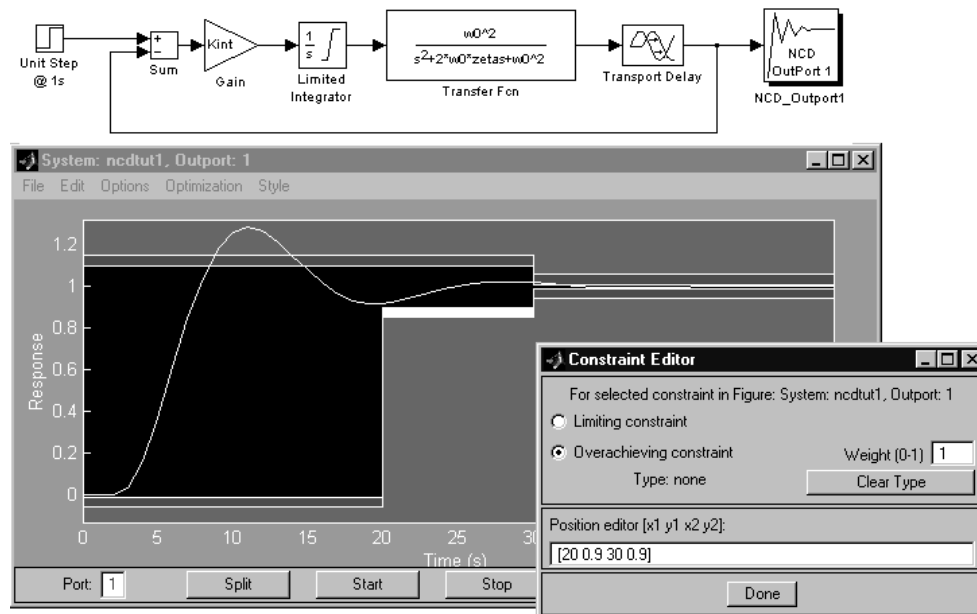 Unit Step
@ 1s
+
−
Sum
Kint
Gain
1
s
Limited
Integrator
w0^2
s2+2*w0*zetas+w0^2
Transfer Fcn
Transport Delay
NCD
OutPort 1
NCD_Outport1
System: ncdtut1, Outport: 1
File Edit Options Optimization Style
1.2
1
0.8
0.6
0.4
0.2
0
Response
0 5 10 15 20 25 30
Time (s)
Port: 1 Split Start Stop
Constraint Editor
For selected constraint in Figure: System: ncdtut1, Outport: 1
Limiting constraint
Overachieving constraint Weight (0-1) 1
Type: none Clear Type
Position editor [x1 y1 x2 y2]:
[20 0.9 30 0.9]
Done